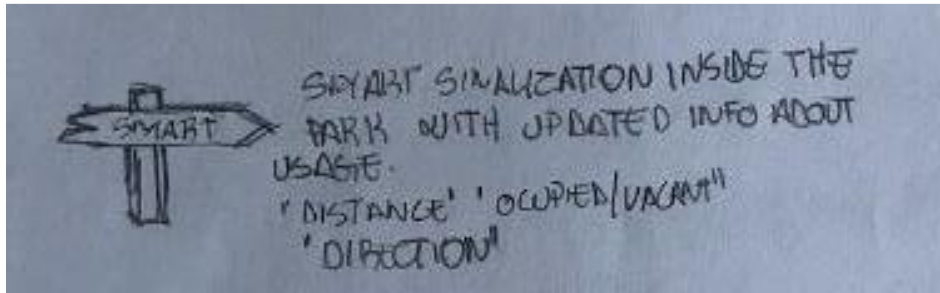 SMART
SMART SINALIZATION INSIDE THE
PARK WITH UPDATED INFO ABOUT
USAGE.
"DISTANCE" "OCUPIED/VACANT"
"DIRECTION"